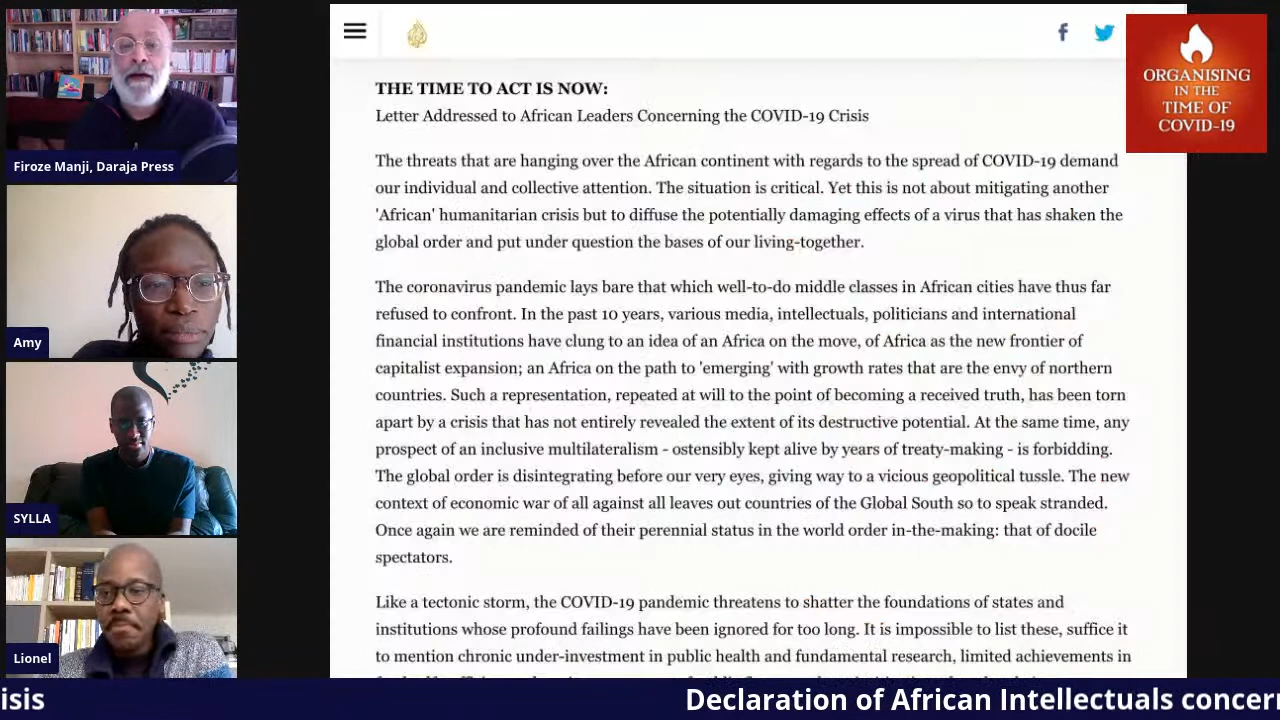 Firoze Manji, Daraja Press
Amy
SYLLA
Lionel
THE TIME TO ACT IS NOW:
Letter Addressed to African Leaders Concerning the COVID-19 Crisis
The threats that are hanging over the African continent with regards to the spread of COVID-19 demand
our individual and collective attention. The situation is critical. Yet this is not about mitigating another
'African' humanitarian crisis but to diffuse the potentially damaging effects of a virus that has shaken the
global order and put under question the bases of our living-together.
The coronavirus pandemic lays bare that which well-to-do middle classes in African cities have thus far
refused to confront. In the past 10 years, various media, intellectuals, politicians and international
financial institutions have clung to an idea of an Africa on the move, of Africa as the new frontier of
capitalist expansion; an Africa on the path to 'emerging' with growth rates that are the envy of northern
countries. Such a representation, repeated at will to the point of becoming a received truth, has been torn
apart by a crisis that has not entirely revealed the extent of its destructive potential. At the same time, any
prospect of an inclusive multilateralism - ostensibly kept alive by years of treaty-making - is forbidding.
The global order is disintegrating before our very eyes, giving way to a vicious geopolitical tussle. The new
context of economic war of all against all leaves out countries of the Global South so to speak stranded.
Once again we are reminded of their perennial status in the world order in-the-making: that of docile
spectators.
Like a tectonic storm, the COVID-19 pandemic threatens to shatter the foundations of states and
institutions whose profound failings have been ignored for too long. It is impossible to list these, suffice it
to mention chronic under-investment in public health and fundamental research, limited achievements in
ORGANISING
IN THE
TIME OF
COVID-19
isis
Declaration of African Intellectuals concer